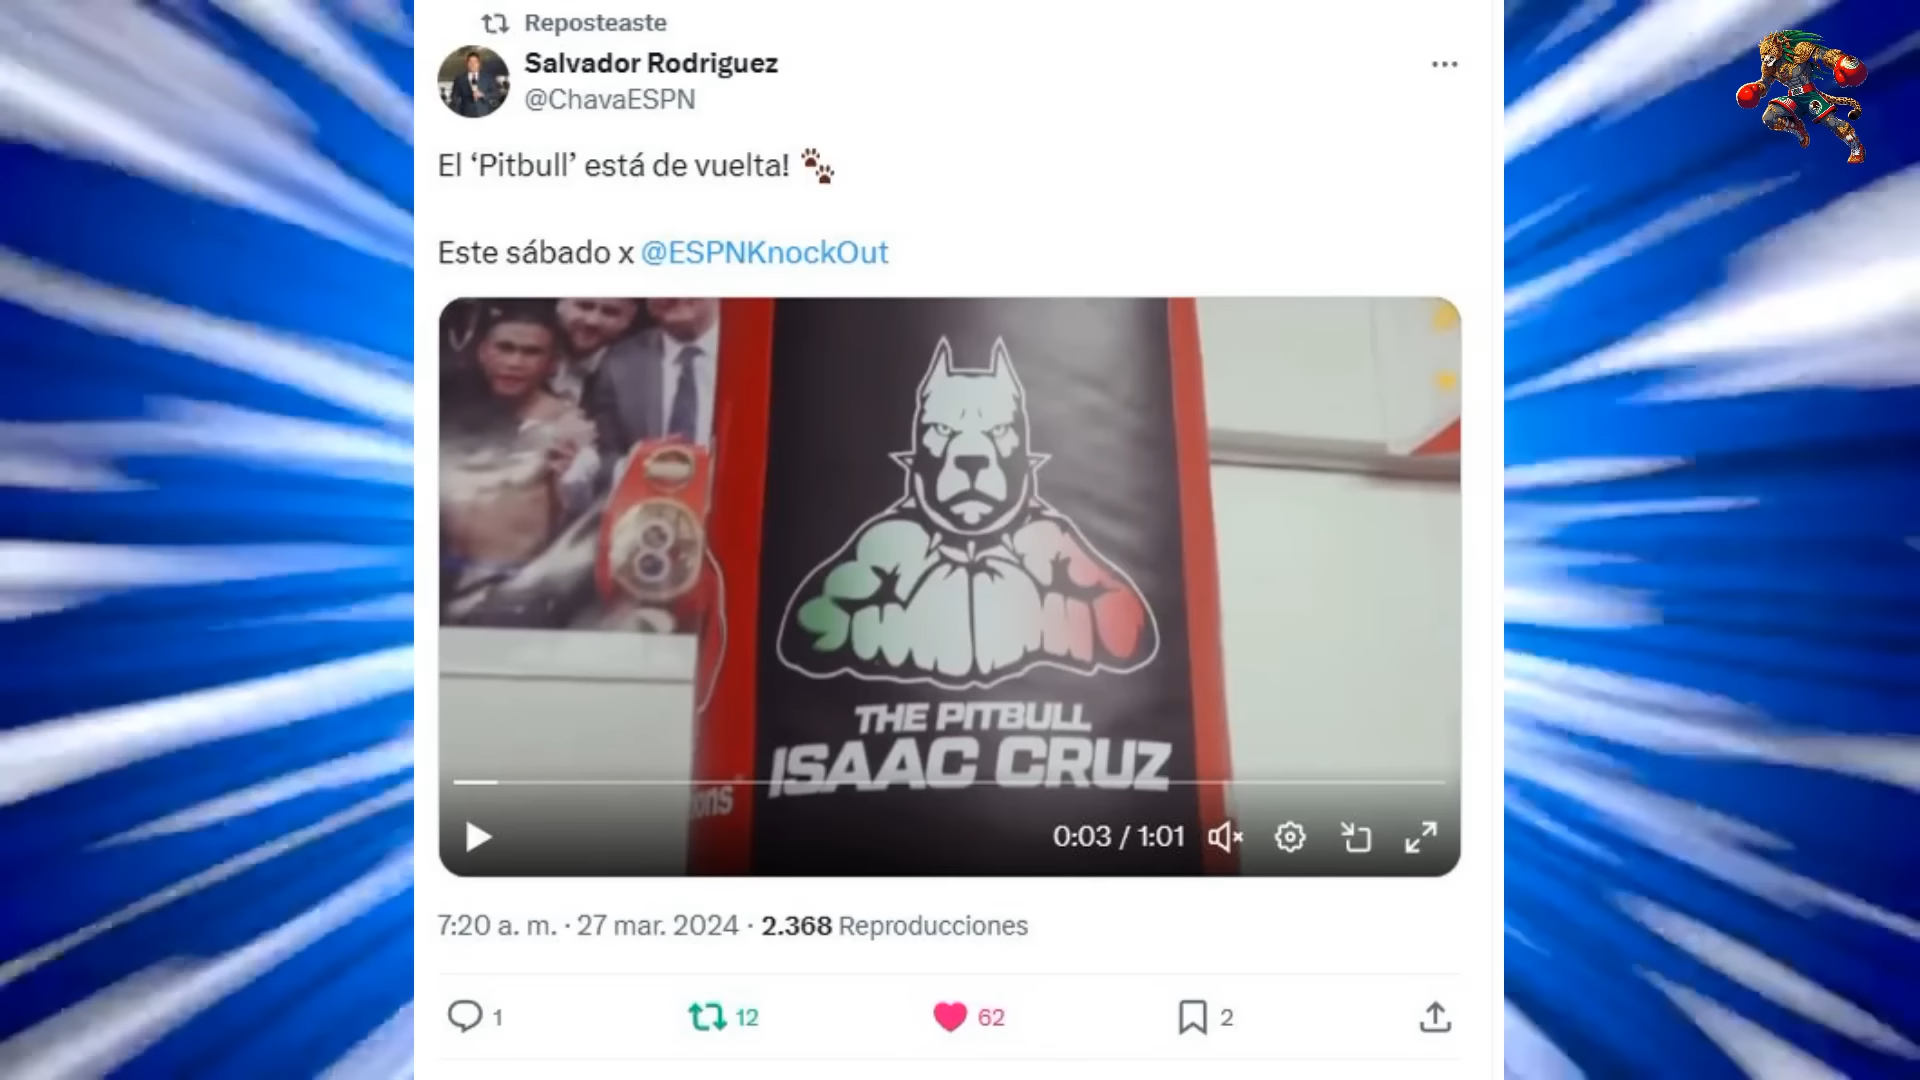 Reposteaste
Salvador Rodriguez
@ChavaESPN
El ‘Pitbull’ está de vuelta! 🐾
Este sábado x @ESPNKnockOut
THE PITBULL
ISAAC CRUZ
ons
0:03 / 1:01
7:20 a. m. · 27 mar. 2024 · 2.368 Reproducciones
1
12
62
2